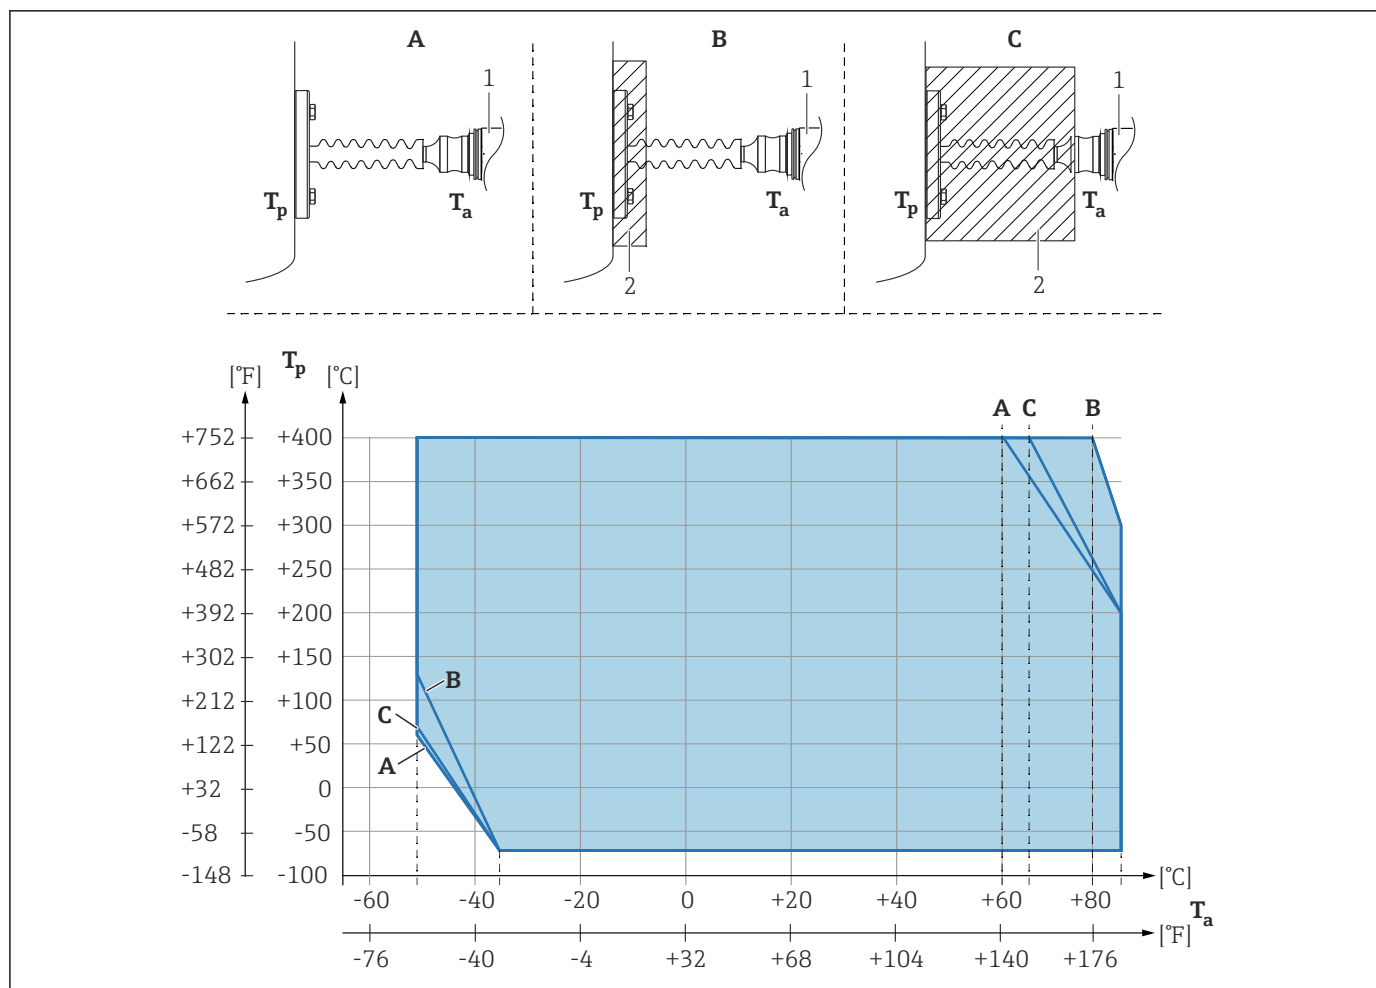 A B C
1 1 1
Tp Ta Tp Ta Tp Ta
2 2
Tp
[°F] [°C]
A C B
+752 +400
+662 +350
+572 +300
+482 +250
+392 +200
+302 +150
B
+212 +100
C
+122 +50
A
+32 0
-58 -50
-148 -100
[°C]
-60 -40 -20 0 +20 +40 +60 +80
Ta
[°F]
-76 -40 -4 +32 +68 +104 +140 +176